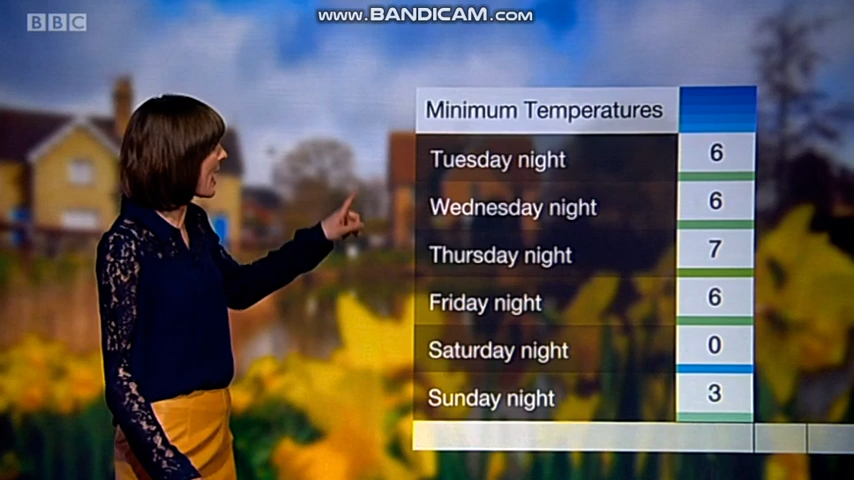 BBC
www.BANDICAM.com
Minimum Temperatures
Tuesday night 6
Wednesday night 6
Thursday night 7
Friday night 6
Saturday night 0
Sunday night 3